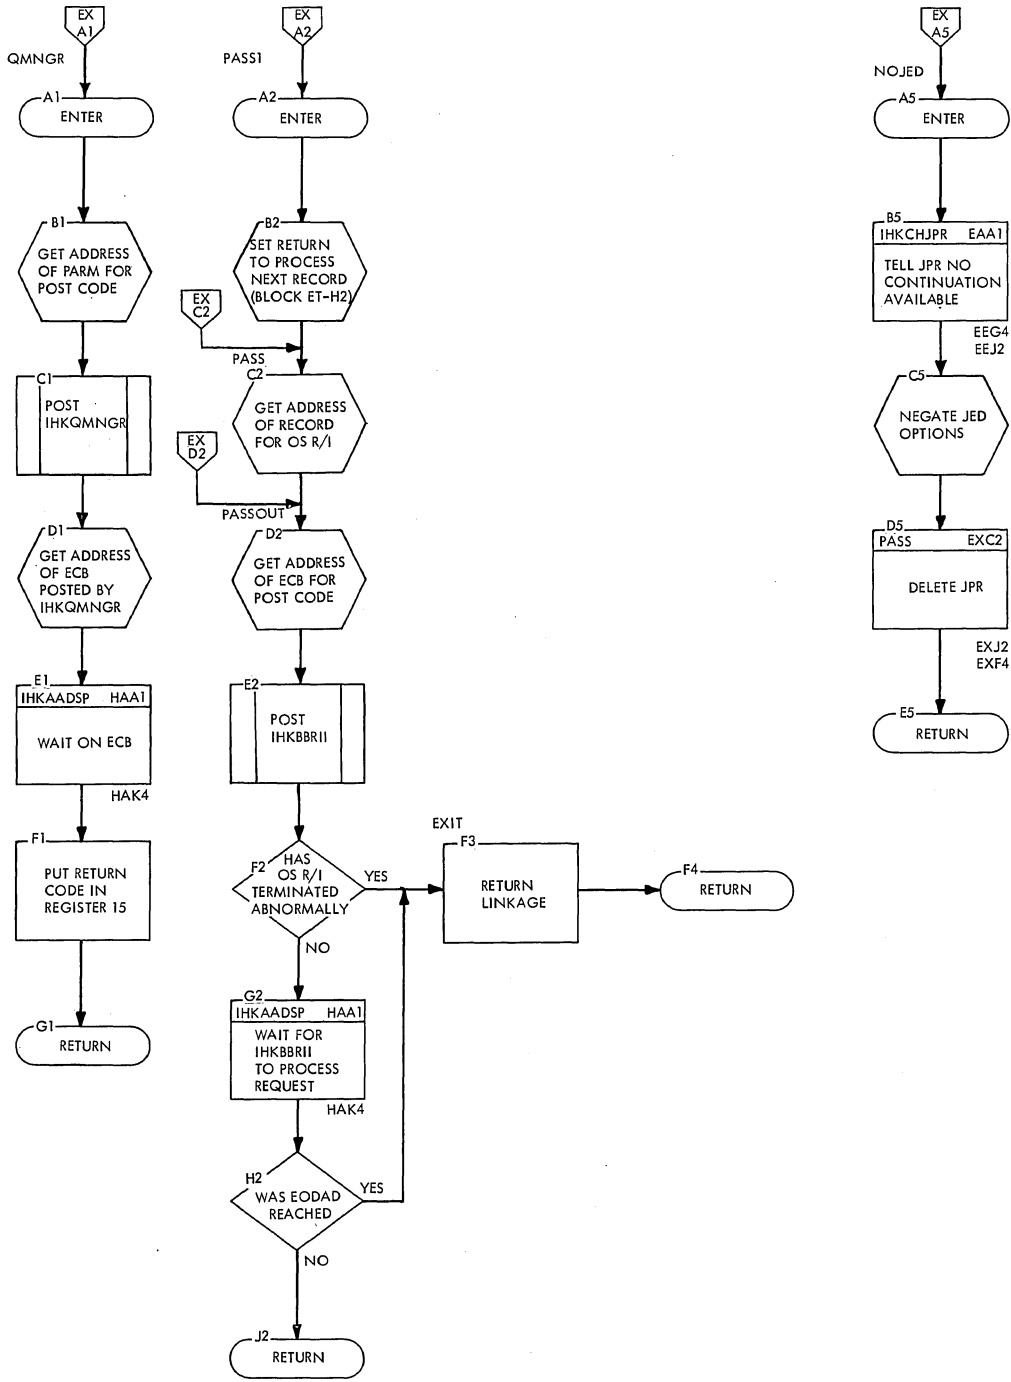 EX
A1
QMNGR
A1
ENTER
B1
GET ADDRESS
OF PARM FOR
POST CODE
C1
POST
IHKQMNGR
D1
GET ADDRESS
OF ECB
POSTED BY
IHKQMNGR
E1
IHKAADSP HAA1
WAIT ON ECB
HAK4
F1
PUT RETURN
CODE IN
REGISTER 15
G1
RETURN
EX
A2
PASS1
A2
ENTER
B2
SET RETURN
TO PROCESS
NEXT RECORD
(BLOCK ET-H2)
EX
C2
PASS
C2
GET ADDRESS
OF RECORD
FOR OS R/I
EX
D2
PASSOUT
D2
GET ADDRESS
OF ECB FOR
POST CODE
E2
POST
IHKBBRII
F2
HAS
OS R/I
TERMINATED
ABNORMALLY
YES
NO
EXIT
F3
RETURN
LINKAGE
F4
RETURN
G2
IHKAADSP HAA1
WAIT FOR
IHKBBRII
TO PROCESS
REQUEST
HAK4
H2
WAS EODAD
REACHED
YES
NO
J2
RETURN
EX
A5
NOJED
A5
ENTER
B5
IHKCHJPR EAA1
TELL JPR NO
CONTINUATION
AVAILABLE
EEG4
EEJ2
C5
NEGATE JED
OPTIONS
D5
PASS EXC2
DELETE JPR
EXJ2
EXF4
E5
RETURN